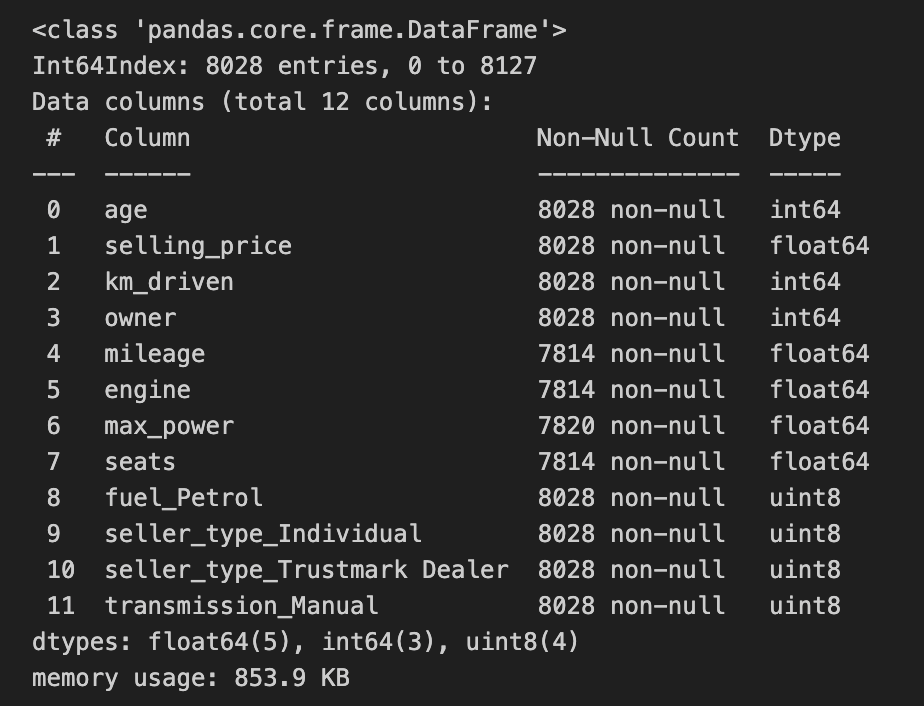 <class 'pandas.core.frame.DataFrame'>
Int64Index: 8028 entries, 0 to 8127
Data columns (total 12 columns):
 #   Column                        Non-Null Count  Dtype
---  ------                        --------------  -----
 0   age                           8028 non-null   int64
 1   selling_price                 8028 non-null   float64
 2   km_driven                     8028 non-null   int64
 3   owner                         8028 non-null   int64
 4   mileage                       7814 non-null   float64
 5   engine                        7814 non-null   float64
 6   max_power                     7820 non-null   float64
 7   seats                         7814 non-null   float64
 8   fuel_Petrol                   8028 non-null   uint8
 9   seller_type_Individual        8028 non-null   uint8
 10  seller_type_Trustmark Dealer  8028 non-null   uint8
 11  transmission_Manual           8028 non-null   uint8
dtypes: float64(5), int64(3), uint8(4)
memory usage: 853.9 KB